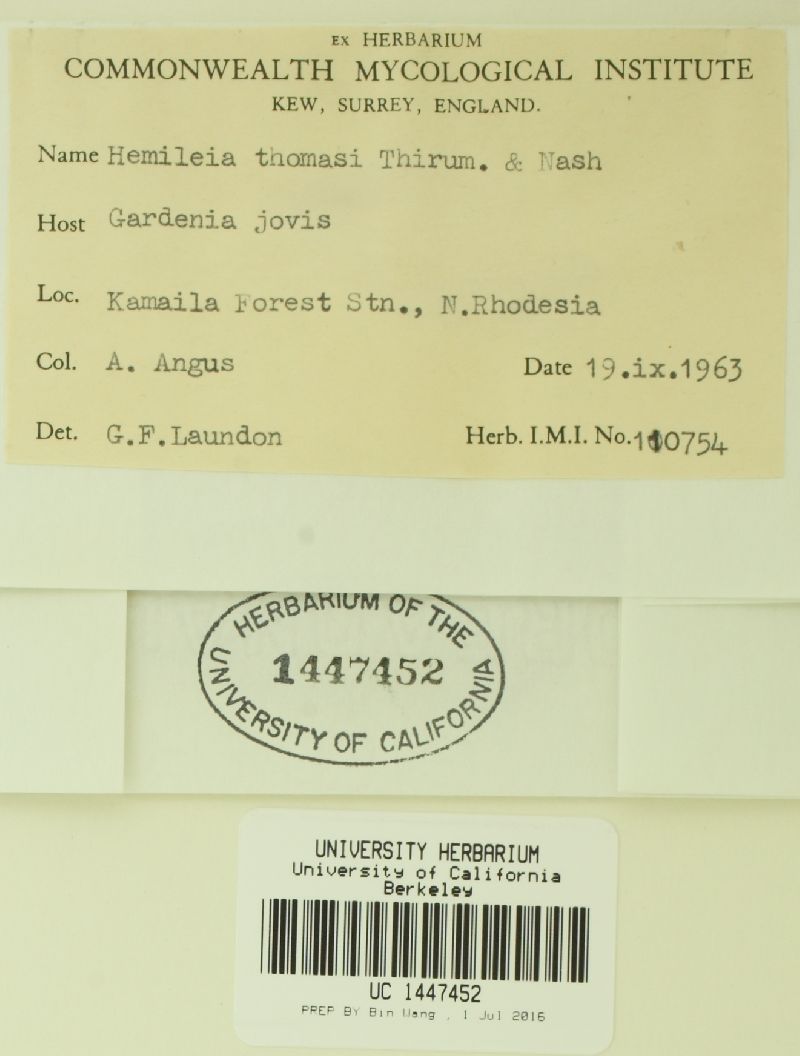 EX HERBARIUM
COMMONWEALTH MYCOLOGICAL INSTITUTE
KEW, SURREY, ENGLAND.
Name Hemileia thomasi Thirum. & Nash
Host Gardenia jovis
Loc. Kamaila Forest Stn., N.Rhodesia
Col. A. Angus Date 19.ix.1963
Det. G.F.Laundon Herb. I.M.I. No. 110754
HERBARIUM OF THE
1447452
UNIVERSITY OF CALIFORNIA
UNIVERSITY HERBARIUM
University of California
Berkeley
UC 1447452
PREP BY Bin Wang , 1 Jul 2016